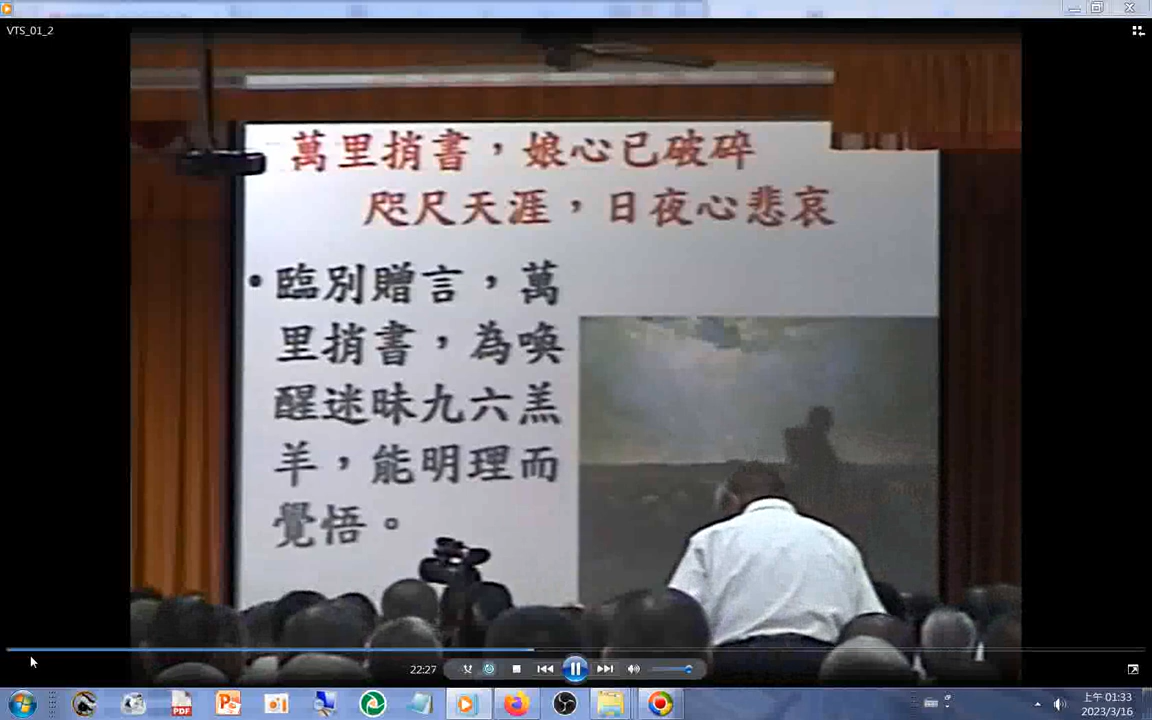 VTS_01_2
萬里捎書，娘心已破碎
咫尺天涯，日夜心悲哀
•臨別贈言，萬
里捎書，為喚
醒迷昧九六羔
羊，能明理而
覺悟。
22:27
上午 01:33
2023/3/16